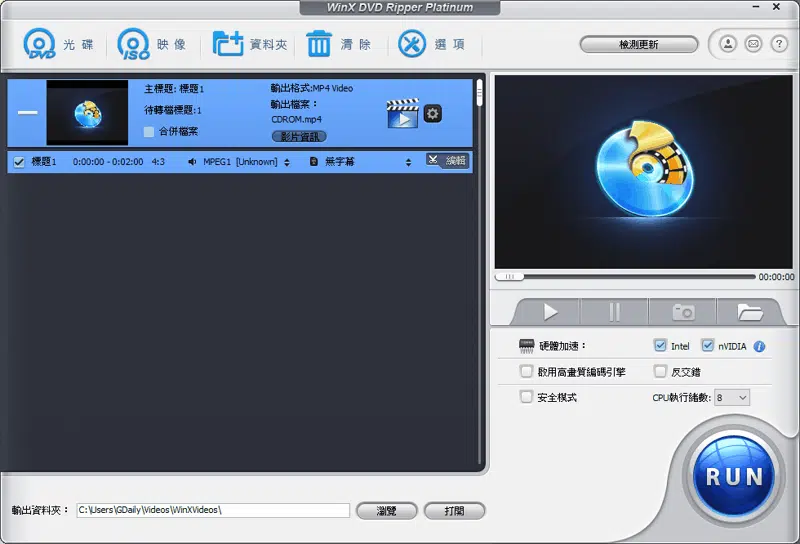 WinX DVD Ripper Platinum
DVD 光碟 ISO 映像 資料夾 清除 選項 檢測更新
主標題: 標題1 輸出格式:MP4 Video
待轉檔標題:1 輸出檔案：
合併檔案 CDROM.mp4
影片資訊
標題1 0:00:00 - 0:02:00 4:3 MPEG1 [Unknown] 無字幕 編輯
00:00:00
硬體加速： Intel nVIDIA
啟用高畫質編碼引擎 反交錯
安全模式 CPU執行緒數: 8
RUN
輸出資料夾： C:\Users\GDaily\Videos\WinXVideos\ 瀏覽 打開